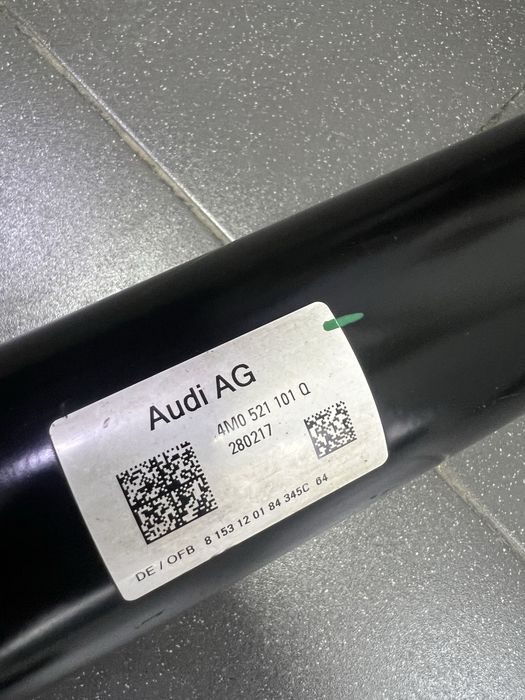 Audi AG
4M0 521 101 Q
280217
DE / OFB 8 153 12 01 84 345C 64